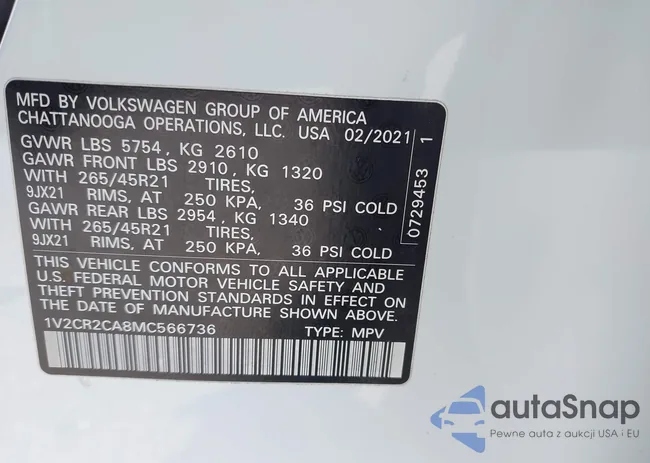 MFD BY VOLKSWAGEN GROUP OF AMERICA
CHATTANOOGA OPERATIONS, LLC. USA 02/2021
GVWR LBS 5754 , KG 2610
GAWR FRONT LBS 2910 , KG 1320
WITH 265/45R21 TIRES,
9JX21 RIMS, AT 250 KPA, 36 PSI COLD
GAWR REAR LBS 2954 , KG 1340
WITH 265/45R21 TIRES,
9JX21 RIMS, AT 250 KPA, 36 PSI COLD
THIS VEHICLE CONFORMS TO ALL APPLICABLE
U.S. FEDERAL MOTOR VEHICLE SAFETY AND
THEFT PREVENTION STANDARDS IN EFFECT ON
THE DATE OF MANUFACTURE SHOWN ABOVE.
1V2CR2CA8MC566736 TYPE: MPV
0729453 1
autoSnap
Pewne auta z aukcji USA i EU